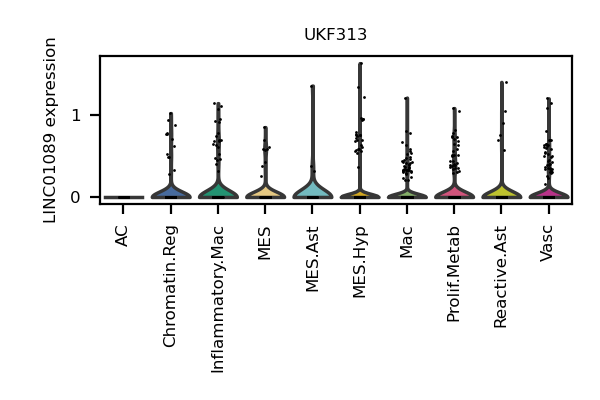 UKF313
LINC01089 expression
1
0
AC
Chromatin.Reg
Inflammatory.Mac
MES
MES.Ast
MES.Hyp
Mac
Prolif.Metab
Reactive.Ast
Vasc